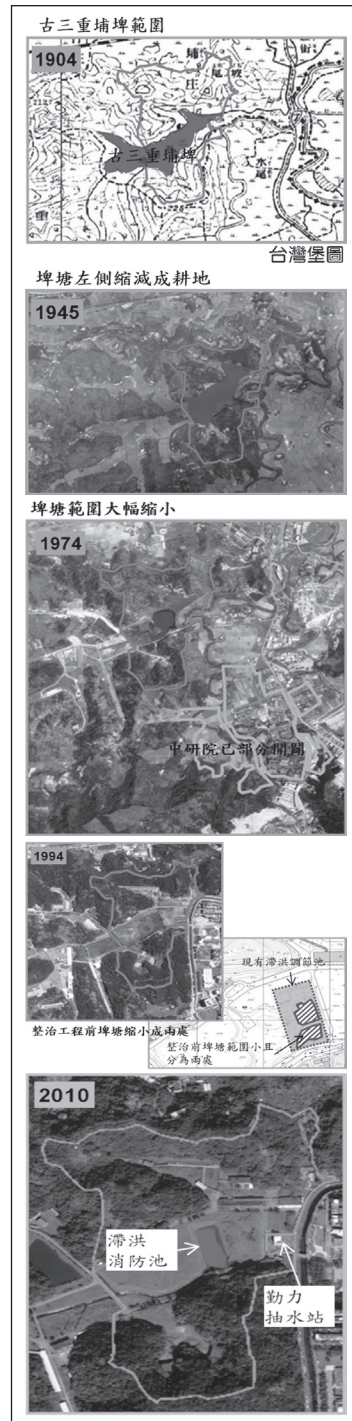 古三重埔埤範圍
1904
埔
尾
坡
庄
街
古三重埔埤
水
尾
台灣堡圖
埤塘左側縮減成耕地
1945
埤塘範圍大幅縮小
1974
中研院已部分開闢
1994
整治工程前埤塘縮小成兩處
現有滯洪調節池
整治前埤塘範圍小且
分為兩處
2010
滯洪
消防池
勤力
抽水站